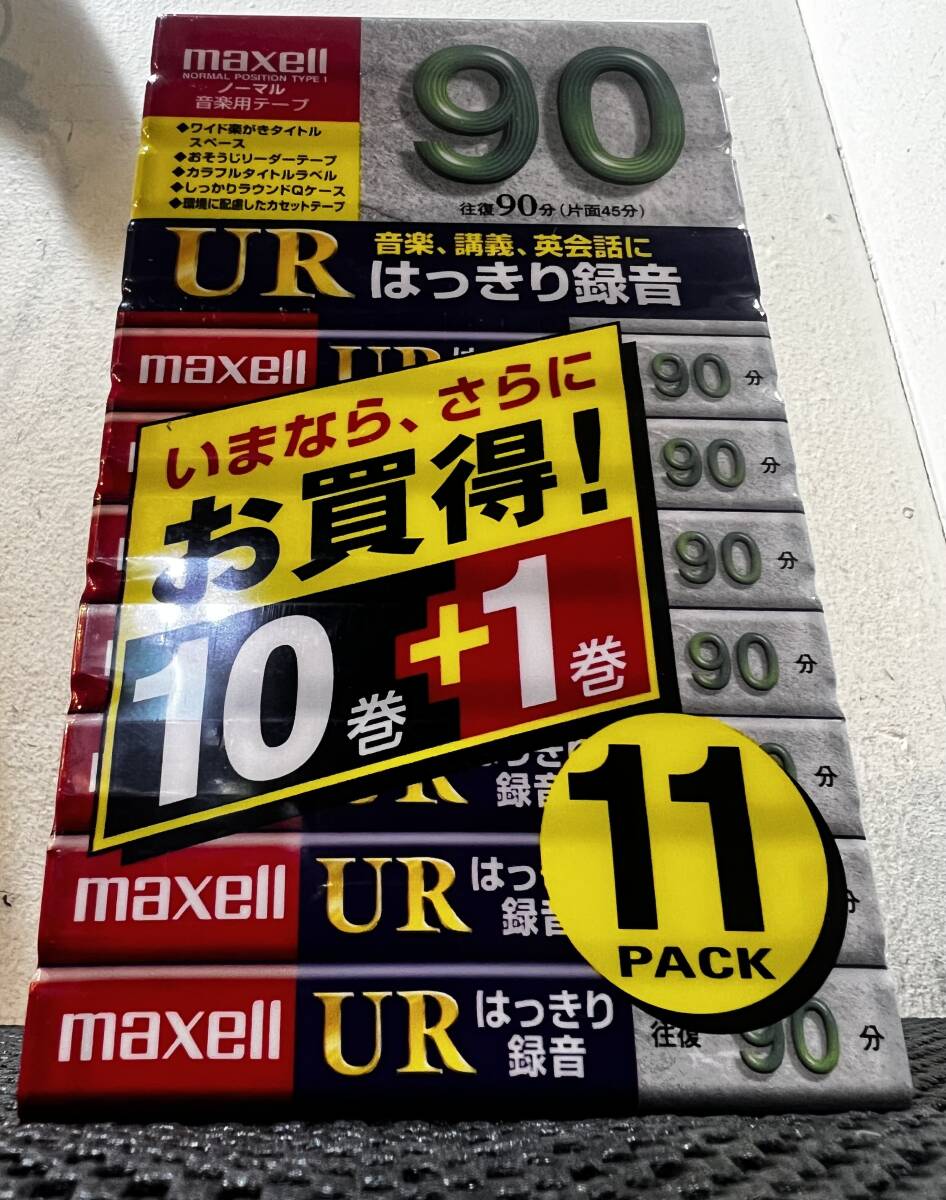 maxell
NORMAL POSITION TYPE I
ノーマル
音楽用テープ
◆ワイド楽がきタイトル
スペース
◆おそうじリーダーテープ
◆カラフルタイトルラベル
◆しっかりラウンドQケース
◆環境に配慮したカセットテープ
90
往復90分(片面45分)
UR
音楽、講義、英会話に
はっきり録音
maxell UR 90分
いまなら、さらに
お買得!
10巻+1巻
90分
90分
90分
分
録音
11
PACK
maxell UR はっ
録音
maxell UR はっきり
録音
往復 90分